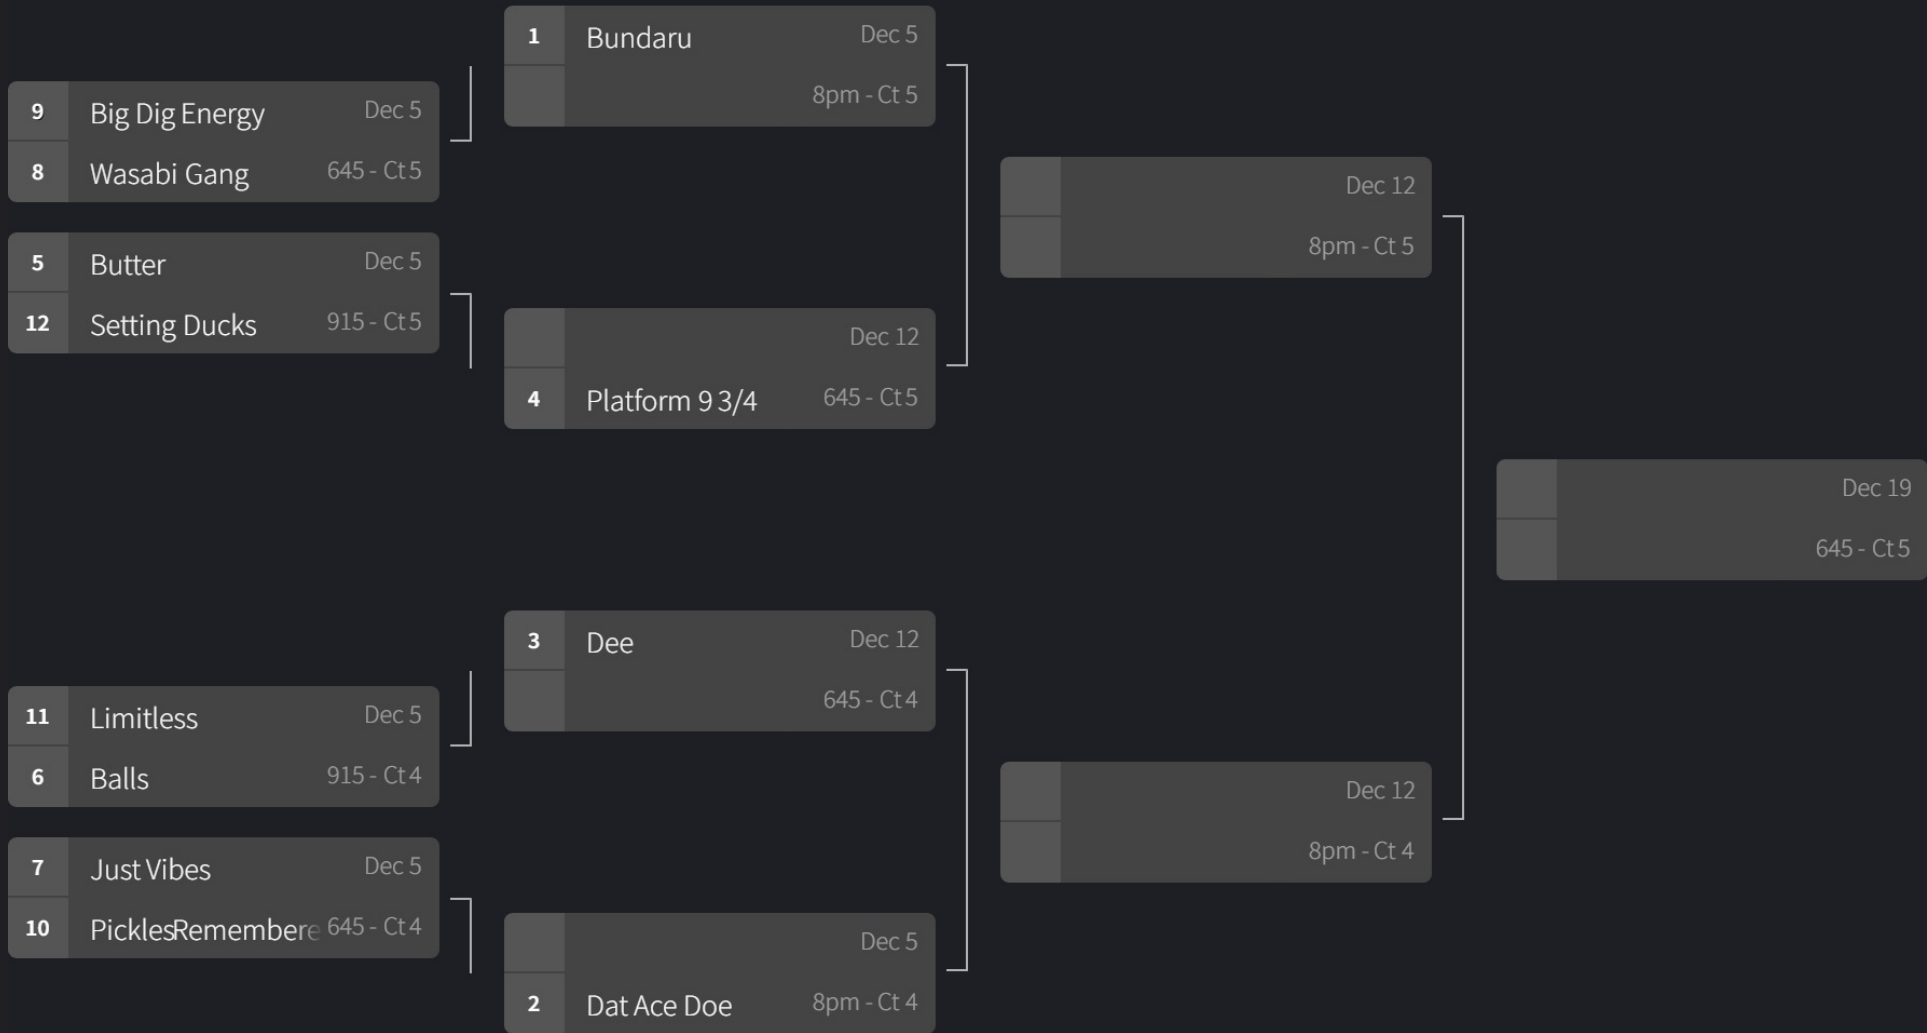 1 Bundaru Dec 5
8pm - Ct 5
9 Big Dig Energy Dec 5
8 Wasabi Gang 645 - Ct 5
5 Butter Dec 5
12 Setting Ducks 915 - Ct 5
Dec 12
4 Platform 9 3/4 645 - Ct 5
Dec 12
8pm - Ct 5
Dec 19
645 - Ct 5
3 Dee Dec 12
645 - Ct 4
11 Limitless Dec 5
6 Balls 915 - Ct 4
7 Just Vibes Dec 5
10 PicklesRemembere 645 - Ct 4
Dec 5
2 Dat Ace Doe 8pm - Ct 4
Dec 12
8pm - Ct 4